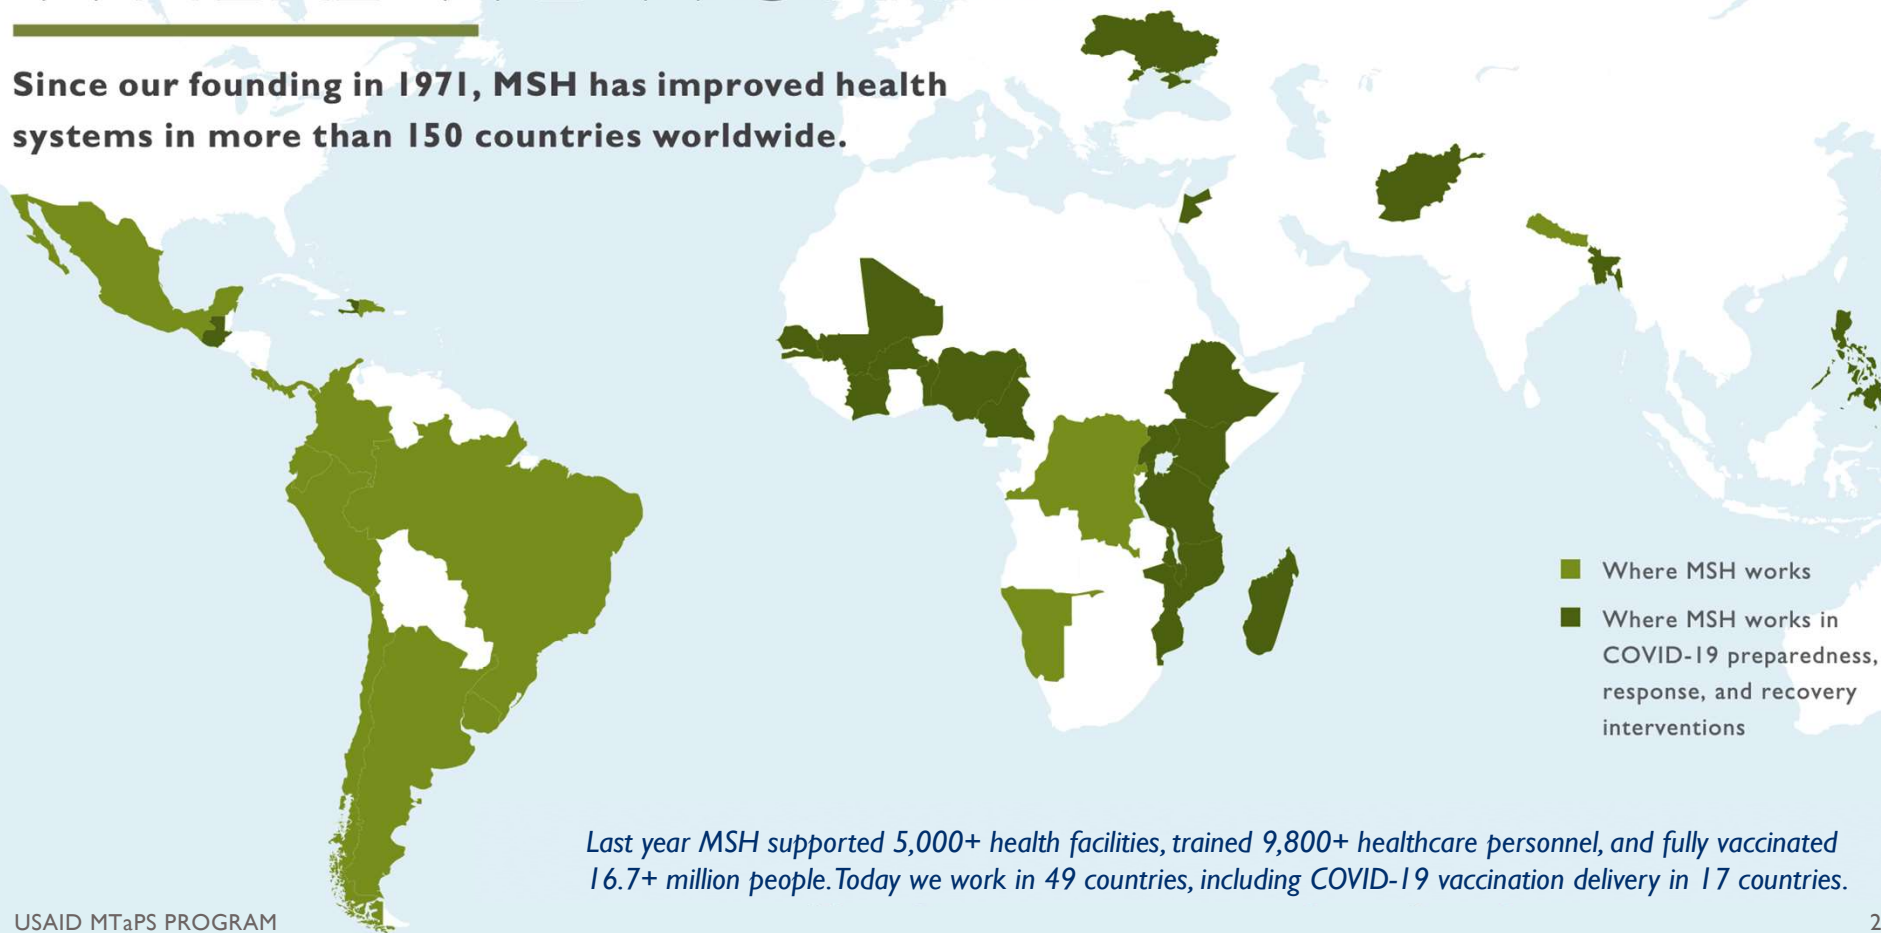 Since our founding in 1971, MSH has improved health
systems in more than 150 countries worldwide.
Where MSH works
Where MSH works in
COVID-19 preparedness,
response, and recovery
interventions
Last year MSH supported 5,000+ health facilities, trained 9,800+ healthcare personnel, and fully vaccinated
16.7+ million people. Today we work in 49 countries, including COVID-19 vaccination delivery in 17 countries.
USAID MTaPS PROGRAM
2